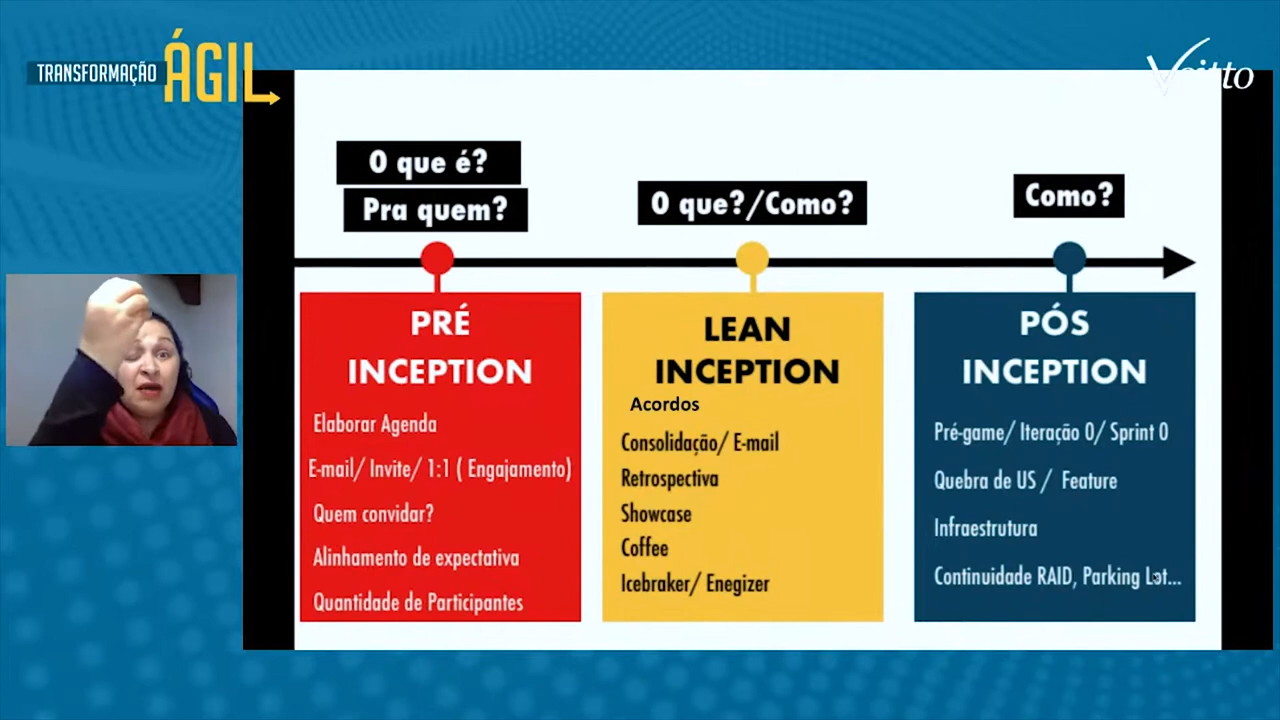 TRANSFORMAÇÃO ÁGIL
Voitto
O que é?
Pra quem?
O que?/Como?
Como?
PRÉ
INCEPTION
Elaborar Agenda
E-mail/ Invite/ 1:1 ( Engajamento)
Quem convidar?
Alinhamento de expectativa
Quantidade de Participantes
LEAN
INCEPTION
Acordos
Consolidação/ E-mail
Retrospectiva
Showcase
Coffee
Icebraker/ Enegizer
PÓS
INCEPTION
Pré-game/ Iteração 0/ Sprint 0
Quebra de US / Feature
Infraestrutura
Continuidade RAID, Parking Lot...